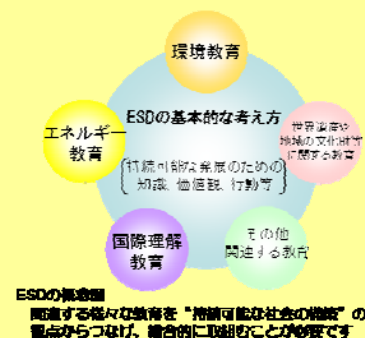 環境教育
ESDの基本的な考え方
エネルギー
教育
世界遺産や
地域の文化財等
に関する教育
持続可能な発展のための
知識、価値観、行動等
国際理解
教育
その他
関連する教育
ESDの概念図
関連する様々な教育を"持続可能な社会の構築"の
観点からつなげ、総合的に取組むことが必要です